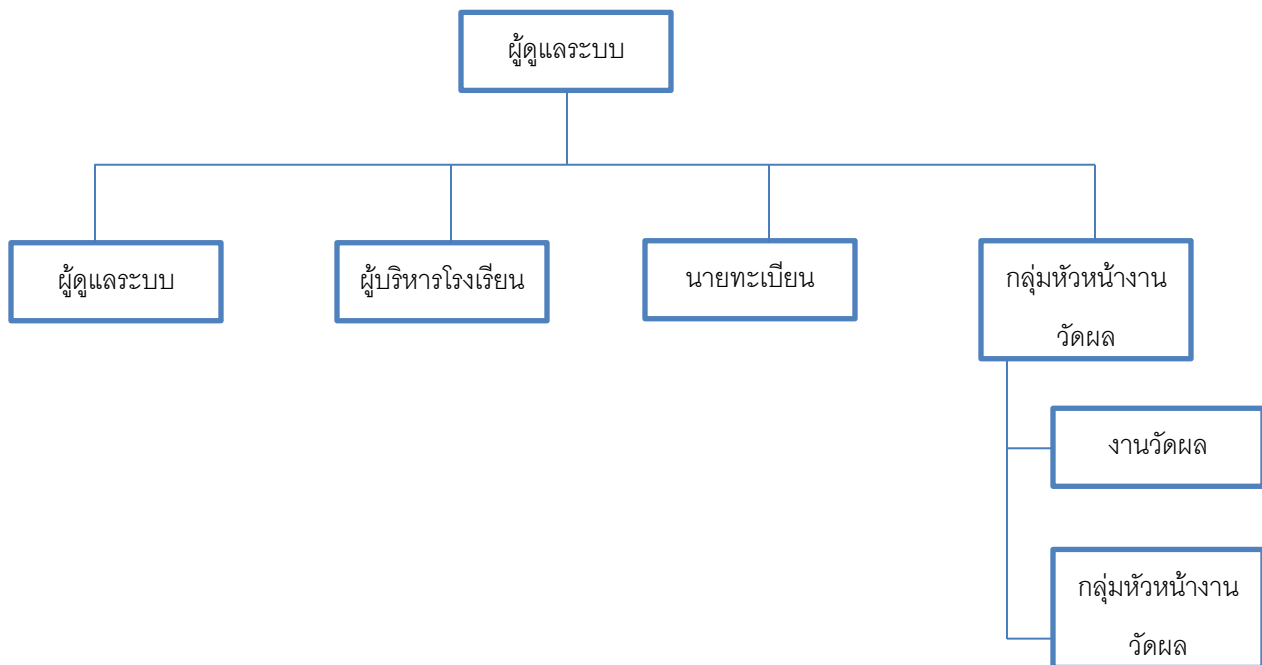 ผู้ดูแลระบบ
ผู้ดูแลระบบ
ผู้บริหารโรงเรียน
นายทะเบียน
กลุ่มหัวหน้างาน
วัดผล
งานวัดผล
กลุ่มหัวหน้างาน
วัดผล